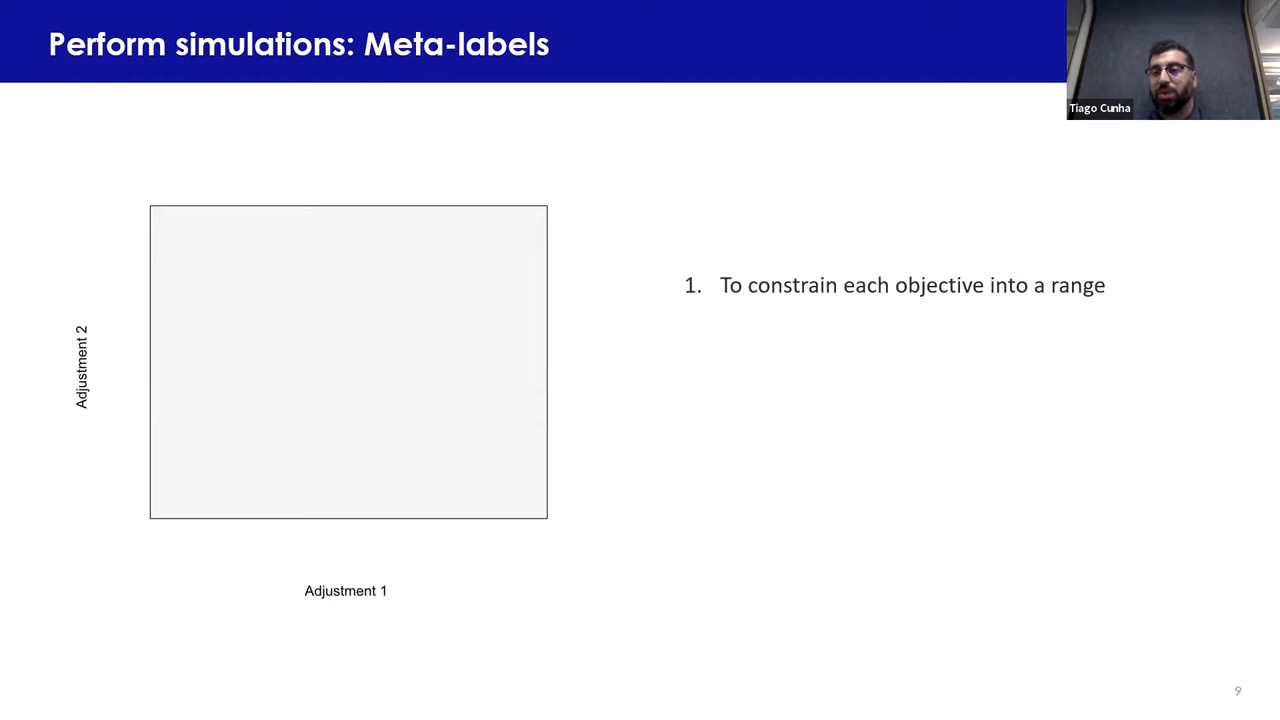 Perform simulations: Meta-labels
Tiago Cunha
1. To constrain each objective into a range
Adjustment 2
Adjustment 1
9